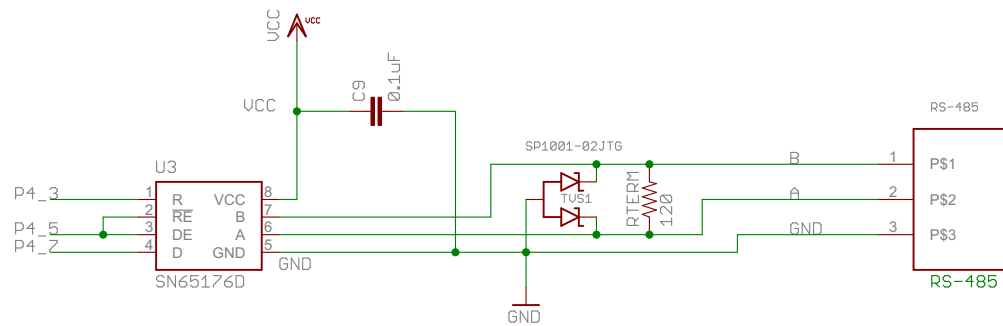 VCC
VCC
VCC
C9
0.1uF
RS-485
SP1001-02JTG
U3
P4_3
1
R
VCC
8
2
RE
B
7
P4_5
3
DE
A
6
P4_7
4
D
GND
5
GND
SN65176D
TVS1
RTERM
120
B
1
P$1
A
2
P$2
GND
3
P$3
RS-485
GND